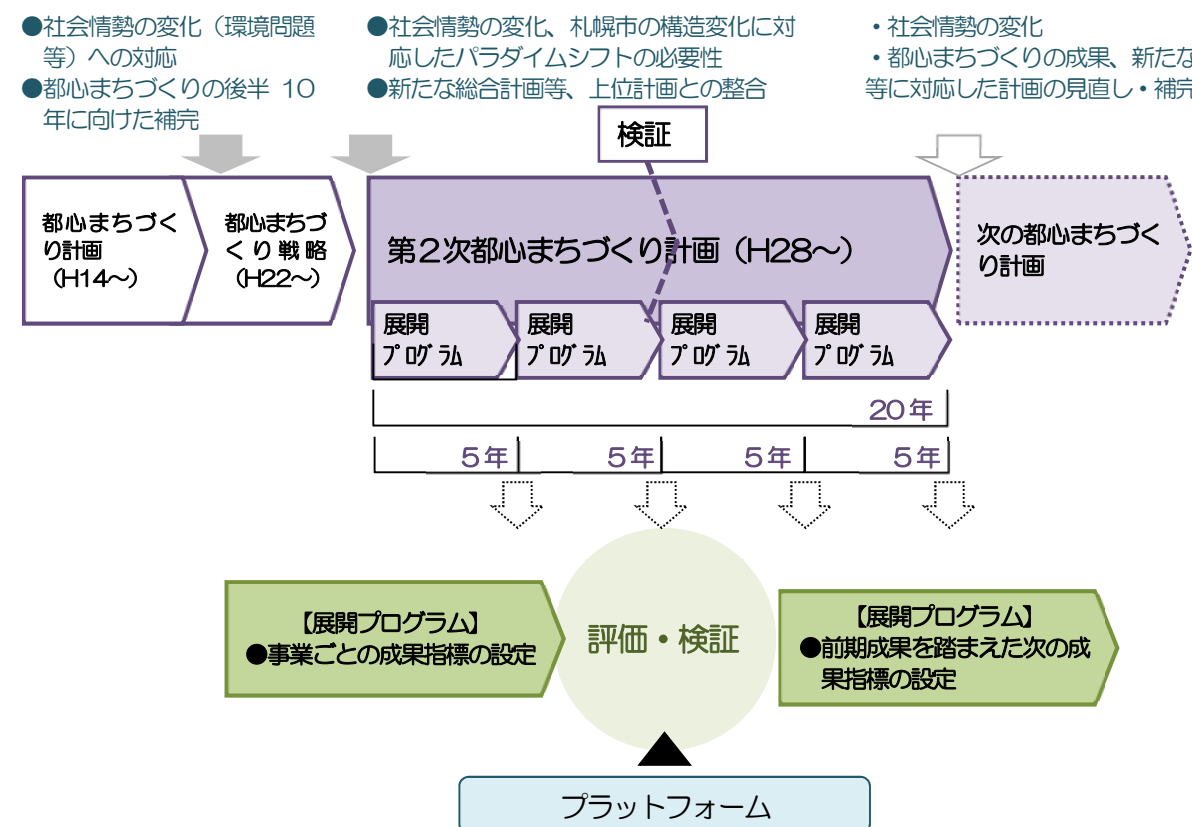 ●社会情勢の変化（環境問題
等）への対応
●都心まちづくりの後半 10
年に向けた補完
●社会情勢の変化、札幌市の構造変化に対
応したパラダイムシフトの必要性
●新たな総合計画等、上位計画との整合
・社会情勢の変化
・都心まちづくりの成果、新たな
等に対応した計画の見直し・補完
検証
都心まちづく
り計画
（H14～）
都心まちづ
くり戦略
（H22～）
第２次都心まちづくり計画（H28～）
次の都心まちづく
り計画
展開
ﾌﾟﾛｸﾞﾗﾑ
展開
ﾌﾟﾛｸﾞﾗﾑ
展開
ﾌﾟﾛｸﾞﾗﾑ
展開
ﾌﾟﾛｸﾞﾗﾑ
20年
５年
５年
５年
５年
【展開プログラム】
●事業ごとの成果指標の設定
評価・検証
【展開プログラム】
●前期成果を踏まえた次の成
果指標の設定
プラットフォーム